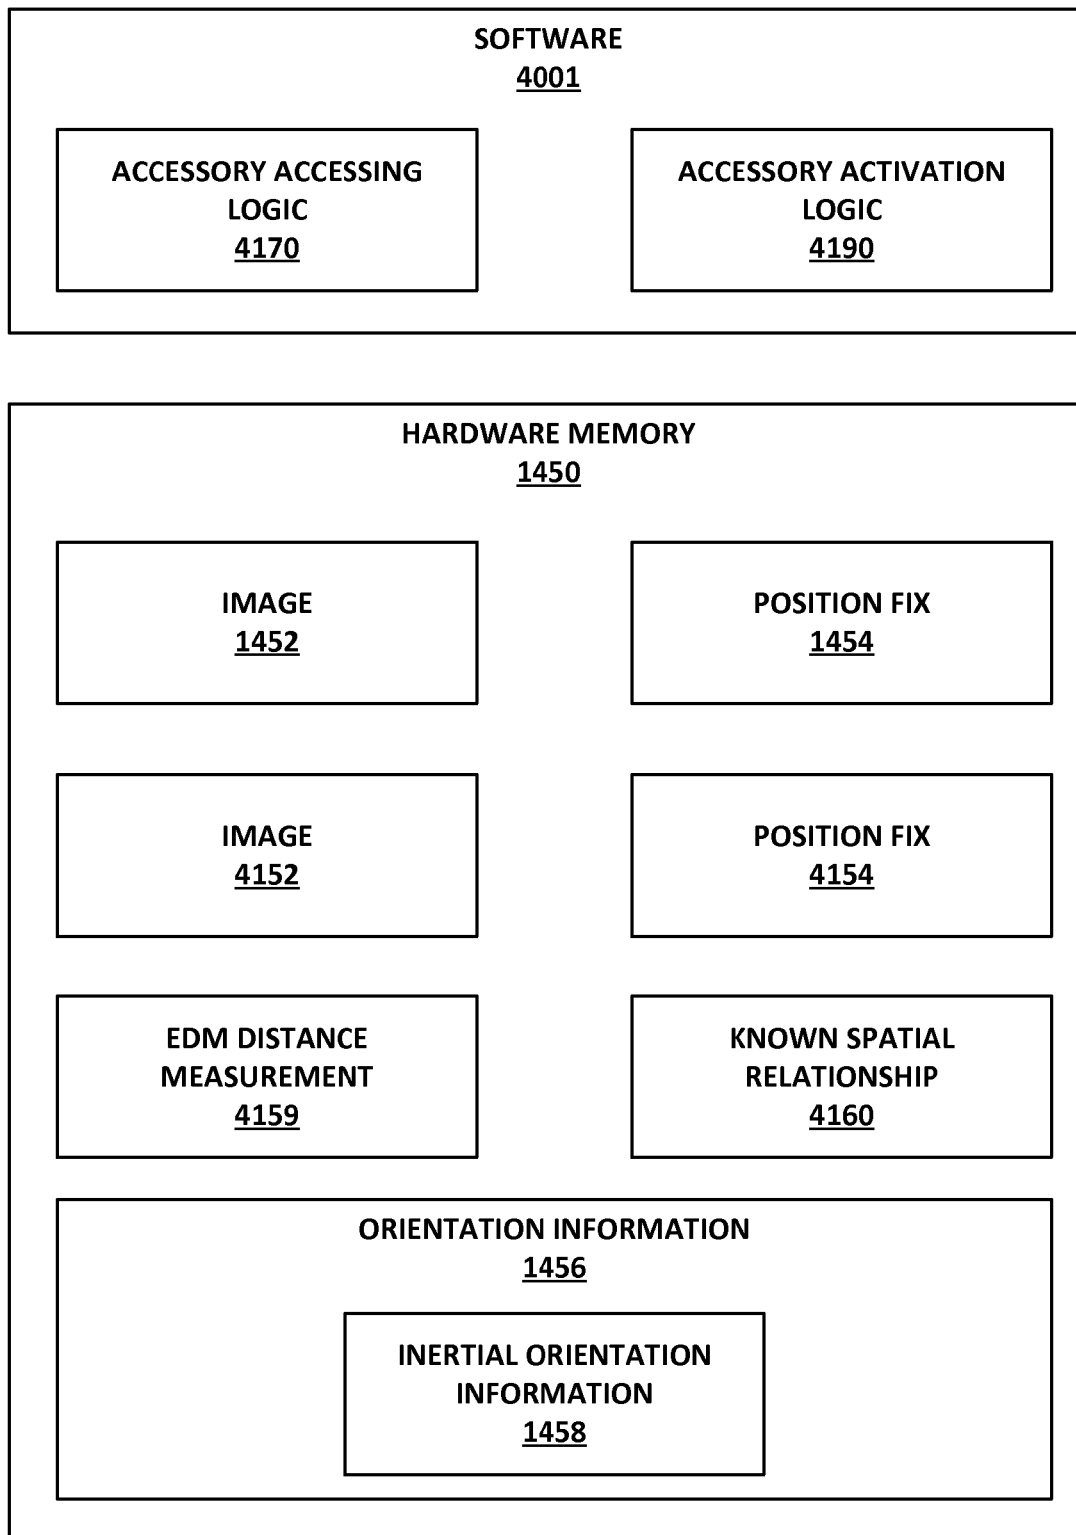 SOFTWARE
4001
ACCESSORY ACCESSING
LOGIC
4170
ACCESSORY ACTIVATION
LOGIC
4190
HARDWARE MEMORY
1450
IMAGE
1452
POSITION FIX
1454
IMAGE
4152
POSITION FIX
4154
EDM DISTANCE
MEASUREMENT
4159
KNOWN SPATIAL
RELATIONSHIP
4160
ORIENTATION INFORMATION
1456
INERTIAL ORIENTATION
INFORMATION
1458